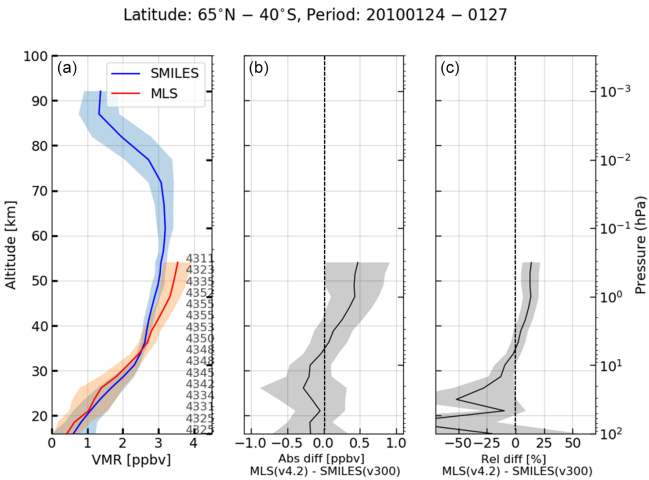 Latitude: 65°N − 40°S, Period: 20100124 − 0127
(a)
SMILES
MLS
(b)
(c)
100
90
80
70
60
50
40
30
20
Altitude [km]
4311
4323
4335
4352
4355
4355
4353
4350
4348
4348
4345
4342
4334
4331
4325
4325
0 1 2 3 4
VMR [ppbv]
−1.0 −0.5 0.0 0.5 1.0
Abs diff [ppbv]
MLS(v4.2) - SMILES(v300)
−50 −25 0 25 50
Rel diff [%]
MLS(v4.2) - SMILES(v300)
10⁻³
10⁻²
10⁻¹
10⁰
10¹
10²
Pressure (hPa)